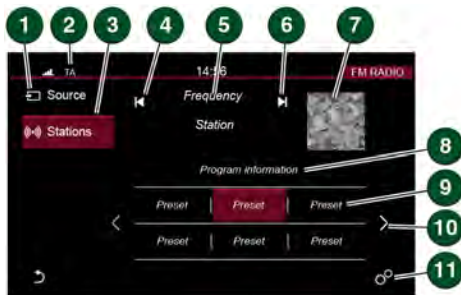 1 2 3 4 5 6 7
TA 14:56 FM RADIO
Source Frequency
Stations Station
8
Program information
9
Preset Preset Preset
10
Preset Preset Preset
11